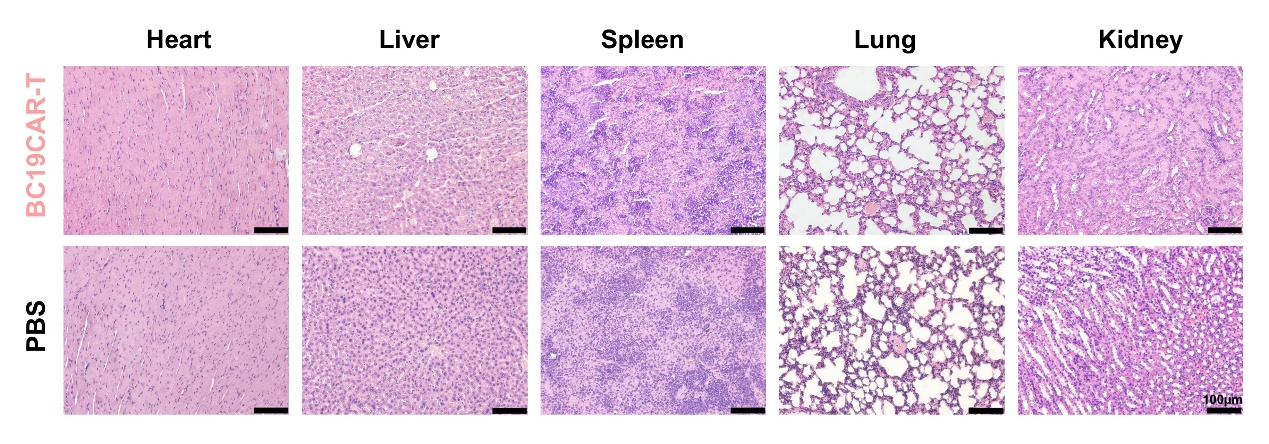 Heart Liver Spleen Lung Kidney
BC19CAR-T
PBS
100μm